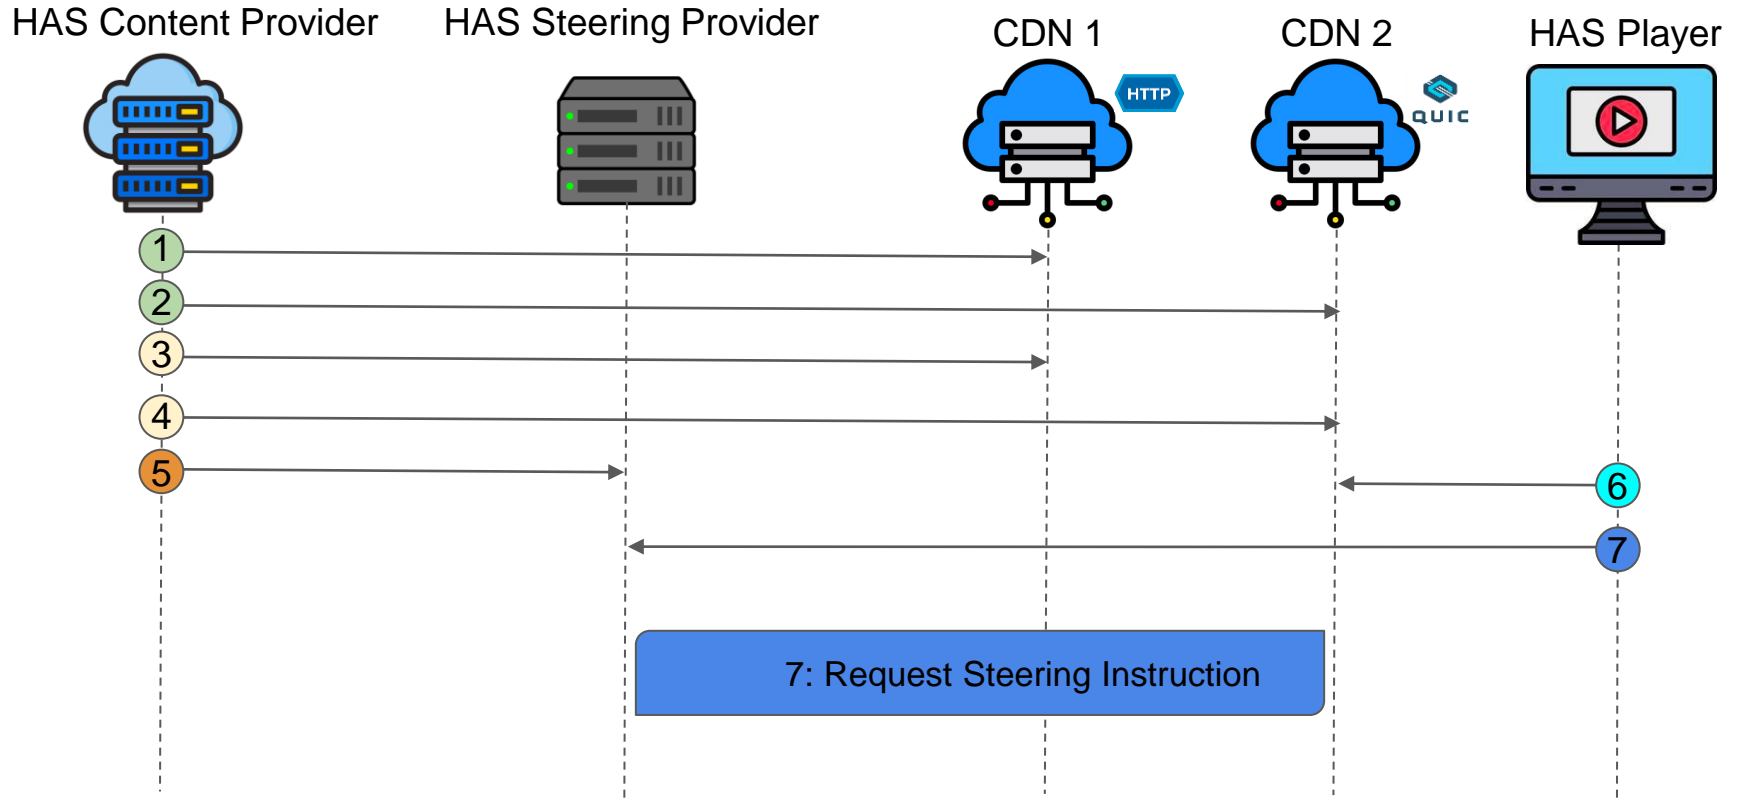 HAS Content Provider
HAS Steering Provider
CDN 1
CDN 2
HAS Player
HTTP
QUIC
1
2
3
4
5
6
7
7: Request Steering Instruction